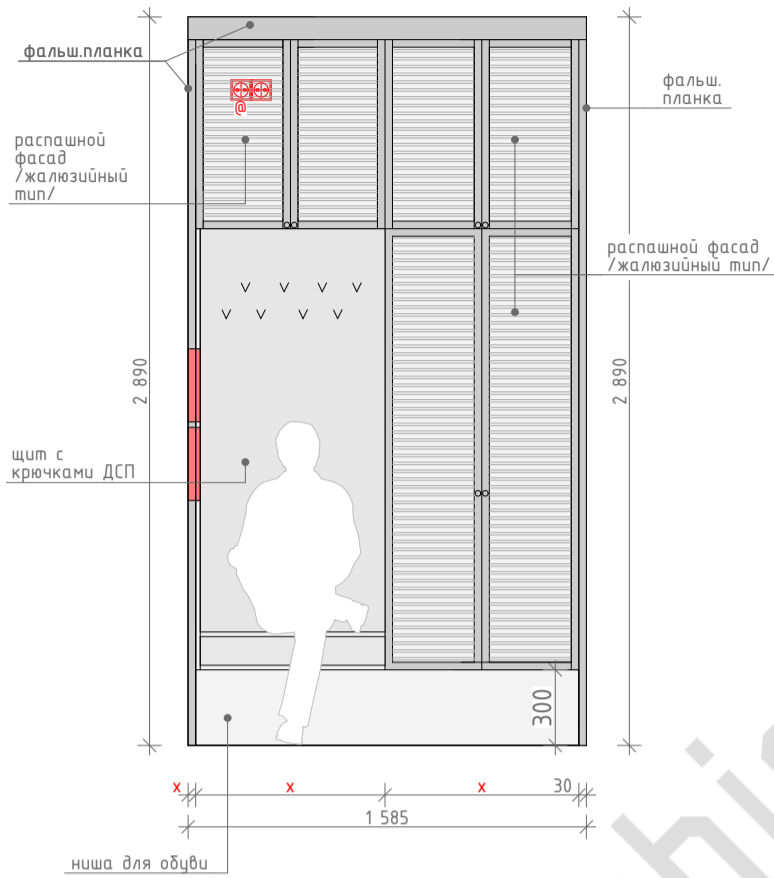 фальш.планка
фальш.
планка
@
распашной
фасад
/жалюзийный
тип/
распашной фасад
/жалюзийный тип/
2 890
2 890
щит с
крючками ДСП
300
x
x
x
30
1 585
ниша для обуви